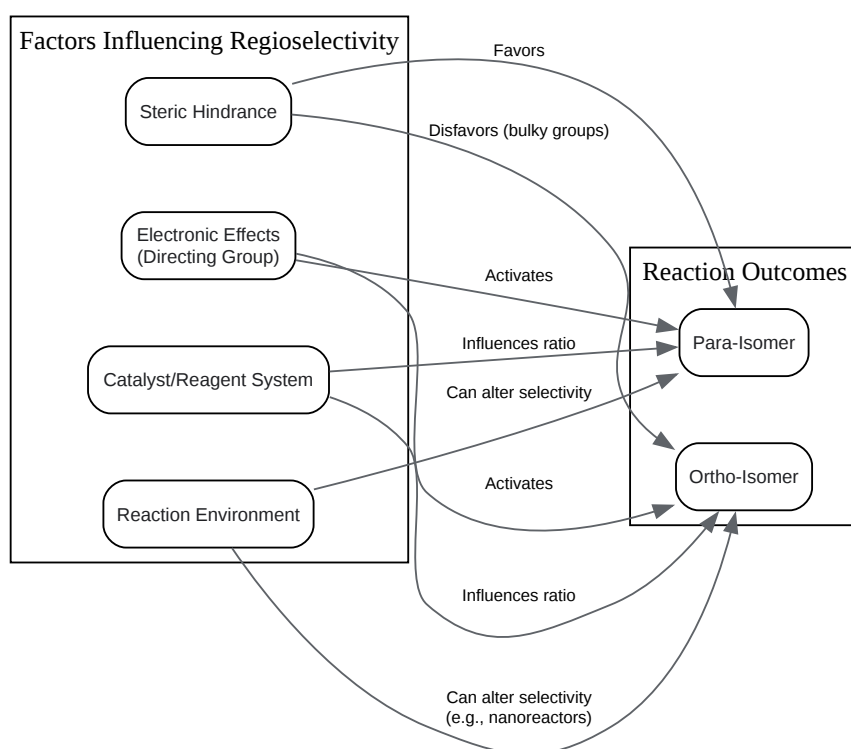 Factors Influencing Regioselectivity
Steric Hindrance
Electronic Effects
(Directing Group)
Catalyst/Reagent System
Reaction Environment
Favors
Disfavors (bulky groups)
Activates
Influences ratio
Can alter selectivity
Activates
Influences ratio
Can alter selectivity
(e.g., nanoreactors)
Reaction Outcomes
Para-Isomer
Ortho-Isomer